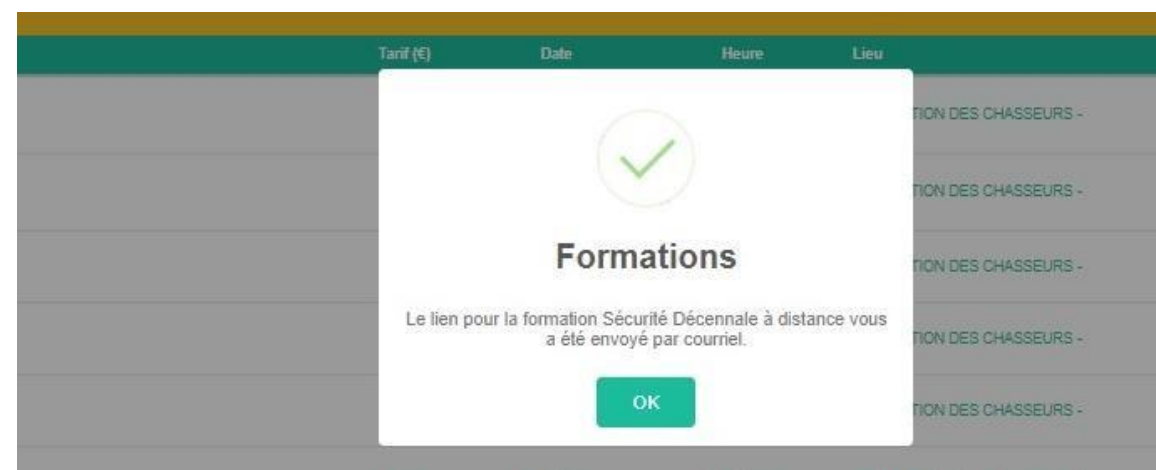 Tarif (€) Date Heure Lieu
TION DES CHASSEURS -
TION DES CHASSEURS -
Formations
TION DES CHASSEURS -
Le lien pour la formation Sécurité Décennale à distance vous
a été envoyé par courriel.
TION DES CHASSEURS -
OK
TION DES CHASSEURS -